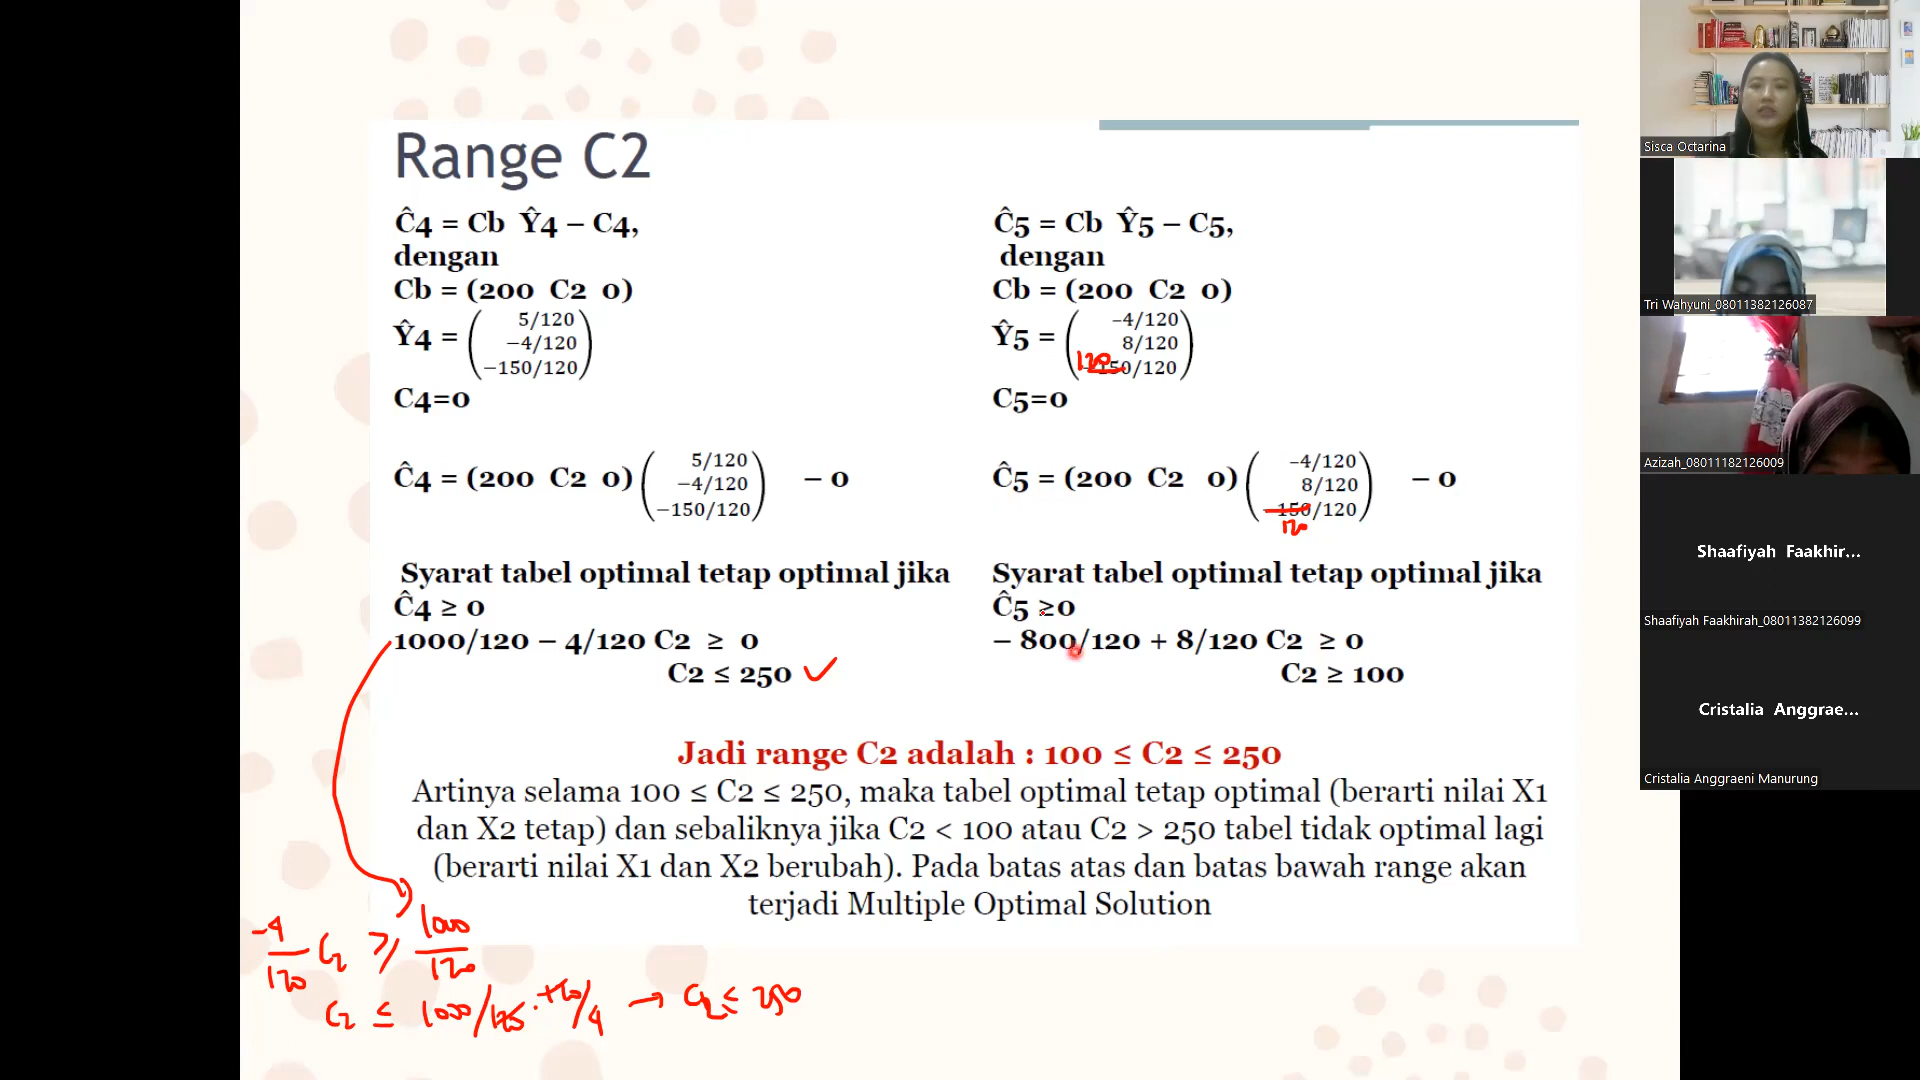 Range C2
Ĉ4 = Cb Ŷ4 – C4,
dengan
Cb = (200 C2 0)
Ŷ4 = ( 5/120
−4/120
−150/120 )
C4=0
Ĉ4 = (200 C2 0) ( 5/120
−4/120
−150/120 ) – 0
Syarat tabel optimal tetap optimal jika
Ĉ4 ≥ 0
1000/120 – 4/120 C2 ≥ 0
C2 ≤ 250 ✓
Ĉ5 = Cb Ŷ5 – C5,
dengan
Cb = (200 C2 0)
Ŷ5 = ( −4/120
8/120
120 150/120 )
C5=0
Ĉ5 = (200 C2 0) ( −4/120
8/120
150/120 ) – 0
120
Syarat tabel optimal tetap optimal jika
Ĉ5 ≥0
– 800/120 + 8/120 C2 ≥ 0
C2 ≥ 100
Jadi range C2 adalah : 100 ≤ C2 ≤ 250
Artinya selama 100 ≤ C2 ≤ 250, maka tabel optimal tetap optimal (berarti nilai X1
dan X2 tetap) dan sebaliknya jika C2 < 100 atau C2 > 250 tabel tidak optimal lagi
(berarti nilai X1 dan X2 berubah). Pada batas atas dan batas bawah range akan
terjadi Multiple Optimal Solution
-4/120 C2 ≥ 1000/120
C2 ≤ 1000/120 · 120/4 → C2 ≤ 250
Sisca Octarina
Tri Wahyuni_08011382126087
Azizah_08011182126009
Shaafiyah Faakhir...
Shaafiyah Faakhirah_08011382126099
Cristalia Anggrae...
Cristalia Anggraeni Manurung